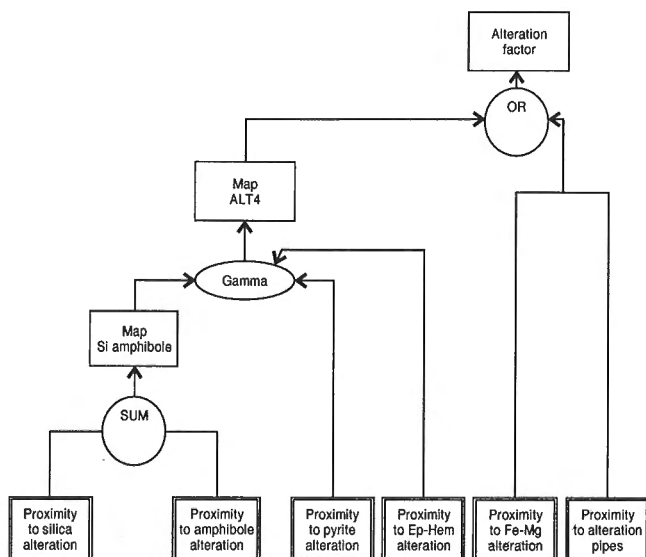 Alteration
factor
OR
Map
ALT4
Gamma
Map
Si amphibole
SUM
Proximity
to silica
alteration
Proximity
to amphibole
alteration
Proximity
to pyrite
alteration
Proximity
to Ep-Hem
alteration
Proximity
to Fe-Mg
alteration
Proximity
to alteration
pipes